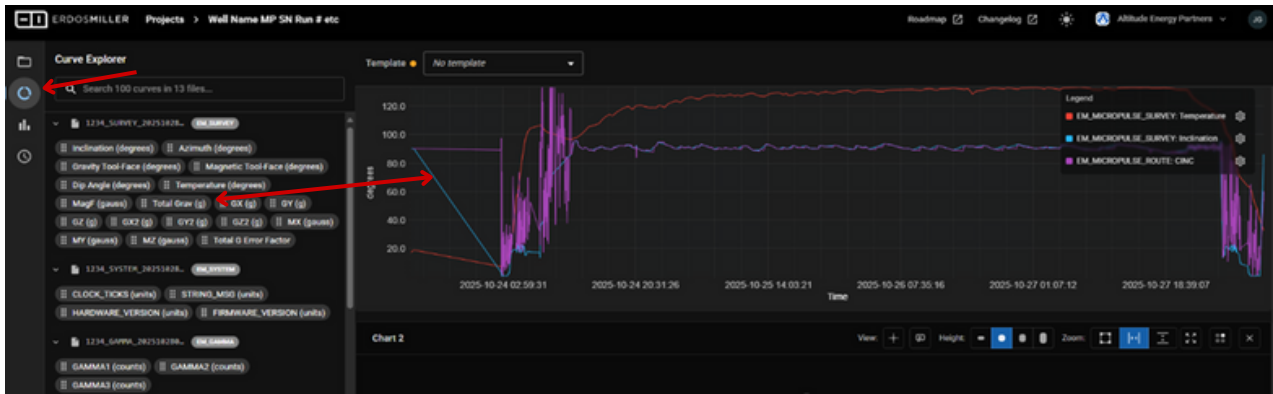 ERDOSMILLER Projects > Well Name MP SN Run # etc
Roadmap Changelog Altitude Energy Partners JG
Curve Explorer
Search 100 curves in 13 files...
1234_SURVEY_20251028… EM_SURVEY
Inclination (degrees) Azimuth (degrees)
Gravity Tool-Face (degrees) Magnetic Tool-Face (degrees)
Dip Angle (degrees) Temperature (degrees)
MagF (gauss) Total Grav (g) GX (g) GY (g)
GZ (g) GX2 (g) GY2 (g) GZ2 (g) MX (gauss)
MY (gauss) MZ (gauss) Total G Error Factor
1234_SYSTEM_20251028… EM_SYSTEM
CLOCK_TICKS (units) STRING_MSG (units)
HARDWARE_VERSION (units) FIRMWARE_VERSION (units)
1234_GAMMA_202510280… EM_GAMMA
GAMMA1 (counts) GAMMA2 (counts)
GAMMA3 (counts)
Template No template
120.0
100.0
80.0
60.0
40.0
20.0
degrees
Legend
EM_MICROPULSE_SURVEY: Temperature
EM_MICROPULSE_SURVEY: Inclination
EM_MICROPULSE_ROUTE: CINC
2025-10-24 02:59:31 2025-10-24 20:31:26 2025-10-25 14:03:21 2025-10-26 07:35:16 2025-10-27 01:07:12 2025-10-27 18:39:07
Time
Chart 2 View: Height: Zoom: